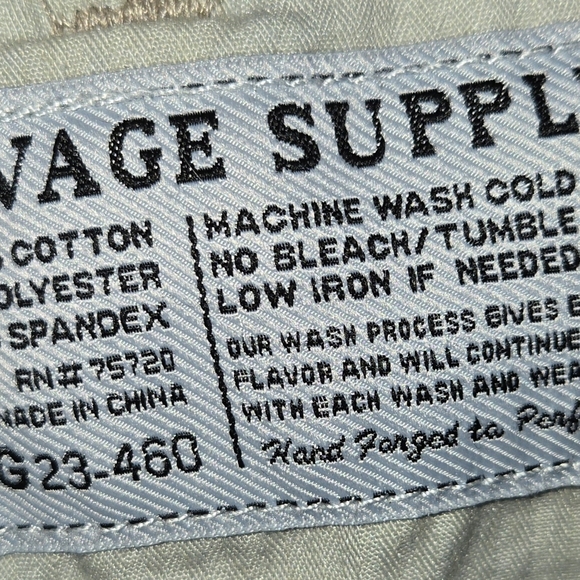 VAGE SUPPL
COTTON
OLYESTER
SPANDEX
RN# 75720
MADE IN CHINA
G23-460
MACHINE WASH COLD
NO BLEACH/TUMBLE
LOW IRON IF NEEDED
OUR WASH PROCESS GIVES E
FLAVOR AND WILL CONTINUE
WITH EACH WASH AND WEA
Hand Forged to Perf